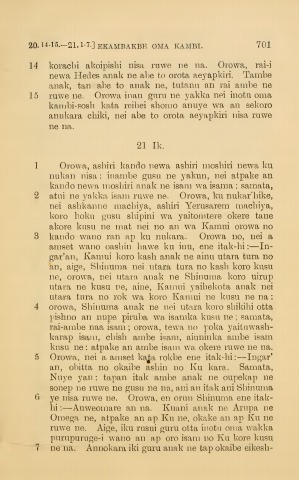 20.14-15.—21.1-7.] EKAMBAKBE OMA KAMBI. 701
14 korachi akoipishi nisa ruwe ne na. Orowa, rai-i
newa Hedes anak ne abe to orota aeyapkiri. Tambe
anak, tan abe to anak ne, tutanu an rai ambe ne
15 ruwe ne. Orowa inan guru ne yakka nei inotu oma
kambi-sosh kata reihei shomo anuye wa an sekoro
anukara chiki, nei abe to orota aeyapkiri nisa ruwe
ne na.
21 Ik.
1 Orowa, ashiri kando newa ashiri moshiri newa ku
nukan nisa: inambe gusu ne yakun, nei atpake an
kando newa moshiri anak ne isam wa isama; samata,
2 atui ne yakka isam ruwe ne. Orowa, ku nukar'hike,
nei ashkanne machiya, ashiri Yerusarem machiya,
koro hoku gusu shipini wa yaitomtere okere tane
akore kusu ne mat nei no an wa Kamui orowa no
3 kando wano ran ap ku nukara. Orowa no, nei a
amset wano oashin hawe ku inu, ene itak-hi:—In-
gar'an, Kamui koro kash anak ne ainu utara tura no
an, aige, Shinuma nei utara tura no kash koro kusu
ne, orowa, nei utara anak ne Shinuma koro utrup
utara ne kusu ne, aine, Kamui yaihekota anak nei
utara tura no rok wa koro Kamui ne kusu ne na:
4 orowa, Shinuma anak ne nei utara koro shikihi otta
pishno an nupe piruba wa isamka kusu ne; samata,
rai-ambe naa isam; orowa, tewa no poka yaituwash-
karap isam, chish ambe isam, aiuninka ambe isam
kusu ne: atpake an ambe isam wa okere ruwe ne na.
5 Orowa, nei a amset kata rokbe ene itak-hi:—Ingar'
an, obitta no okaibe ashin no Ku kara. Samata,
Nuye yan: tapan itak ambe anak ne oupekap ne
sonep ne ruwe ne gusu ne na, ani an itak ani Shinuma
6 ye nisa ruwe ne. Orowa, en orun Shinuma ene itak-
hi:—Anweomare an na. Kuani anak ne Arupa ne
Omega ne, atpake an ap Ku ne, okake an ap Ku ne
ruwe ne. Aige, iku rusui guru otta inotu oma wakka
purupuruge-i wano an ap oro isam no Ku kore kusu
7 ne na. Annokara iki guru anak ne tap okaibe eikesh-